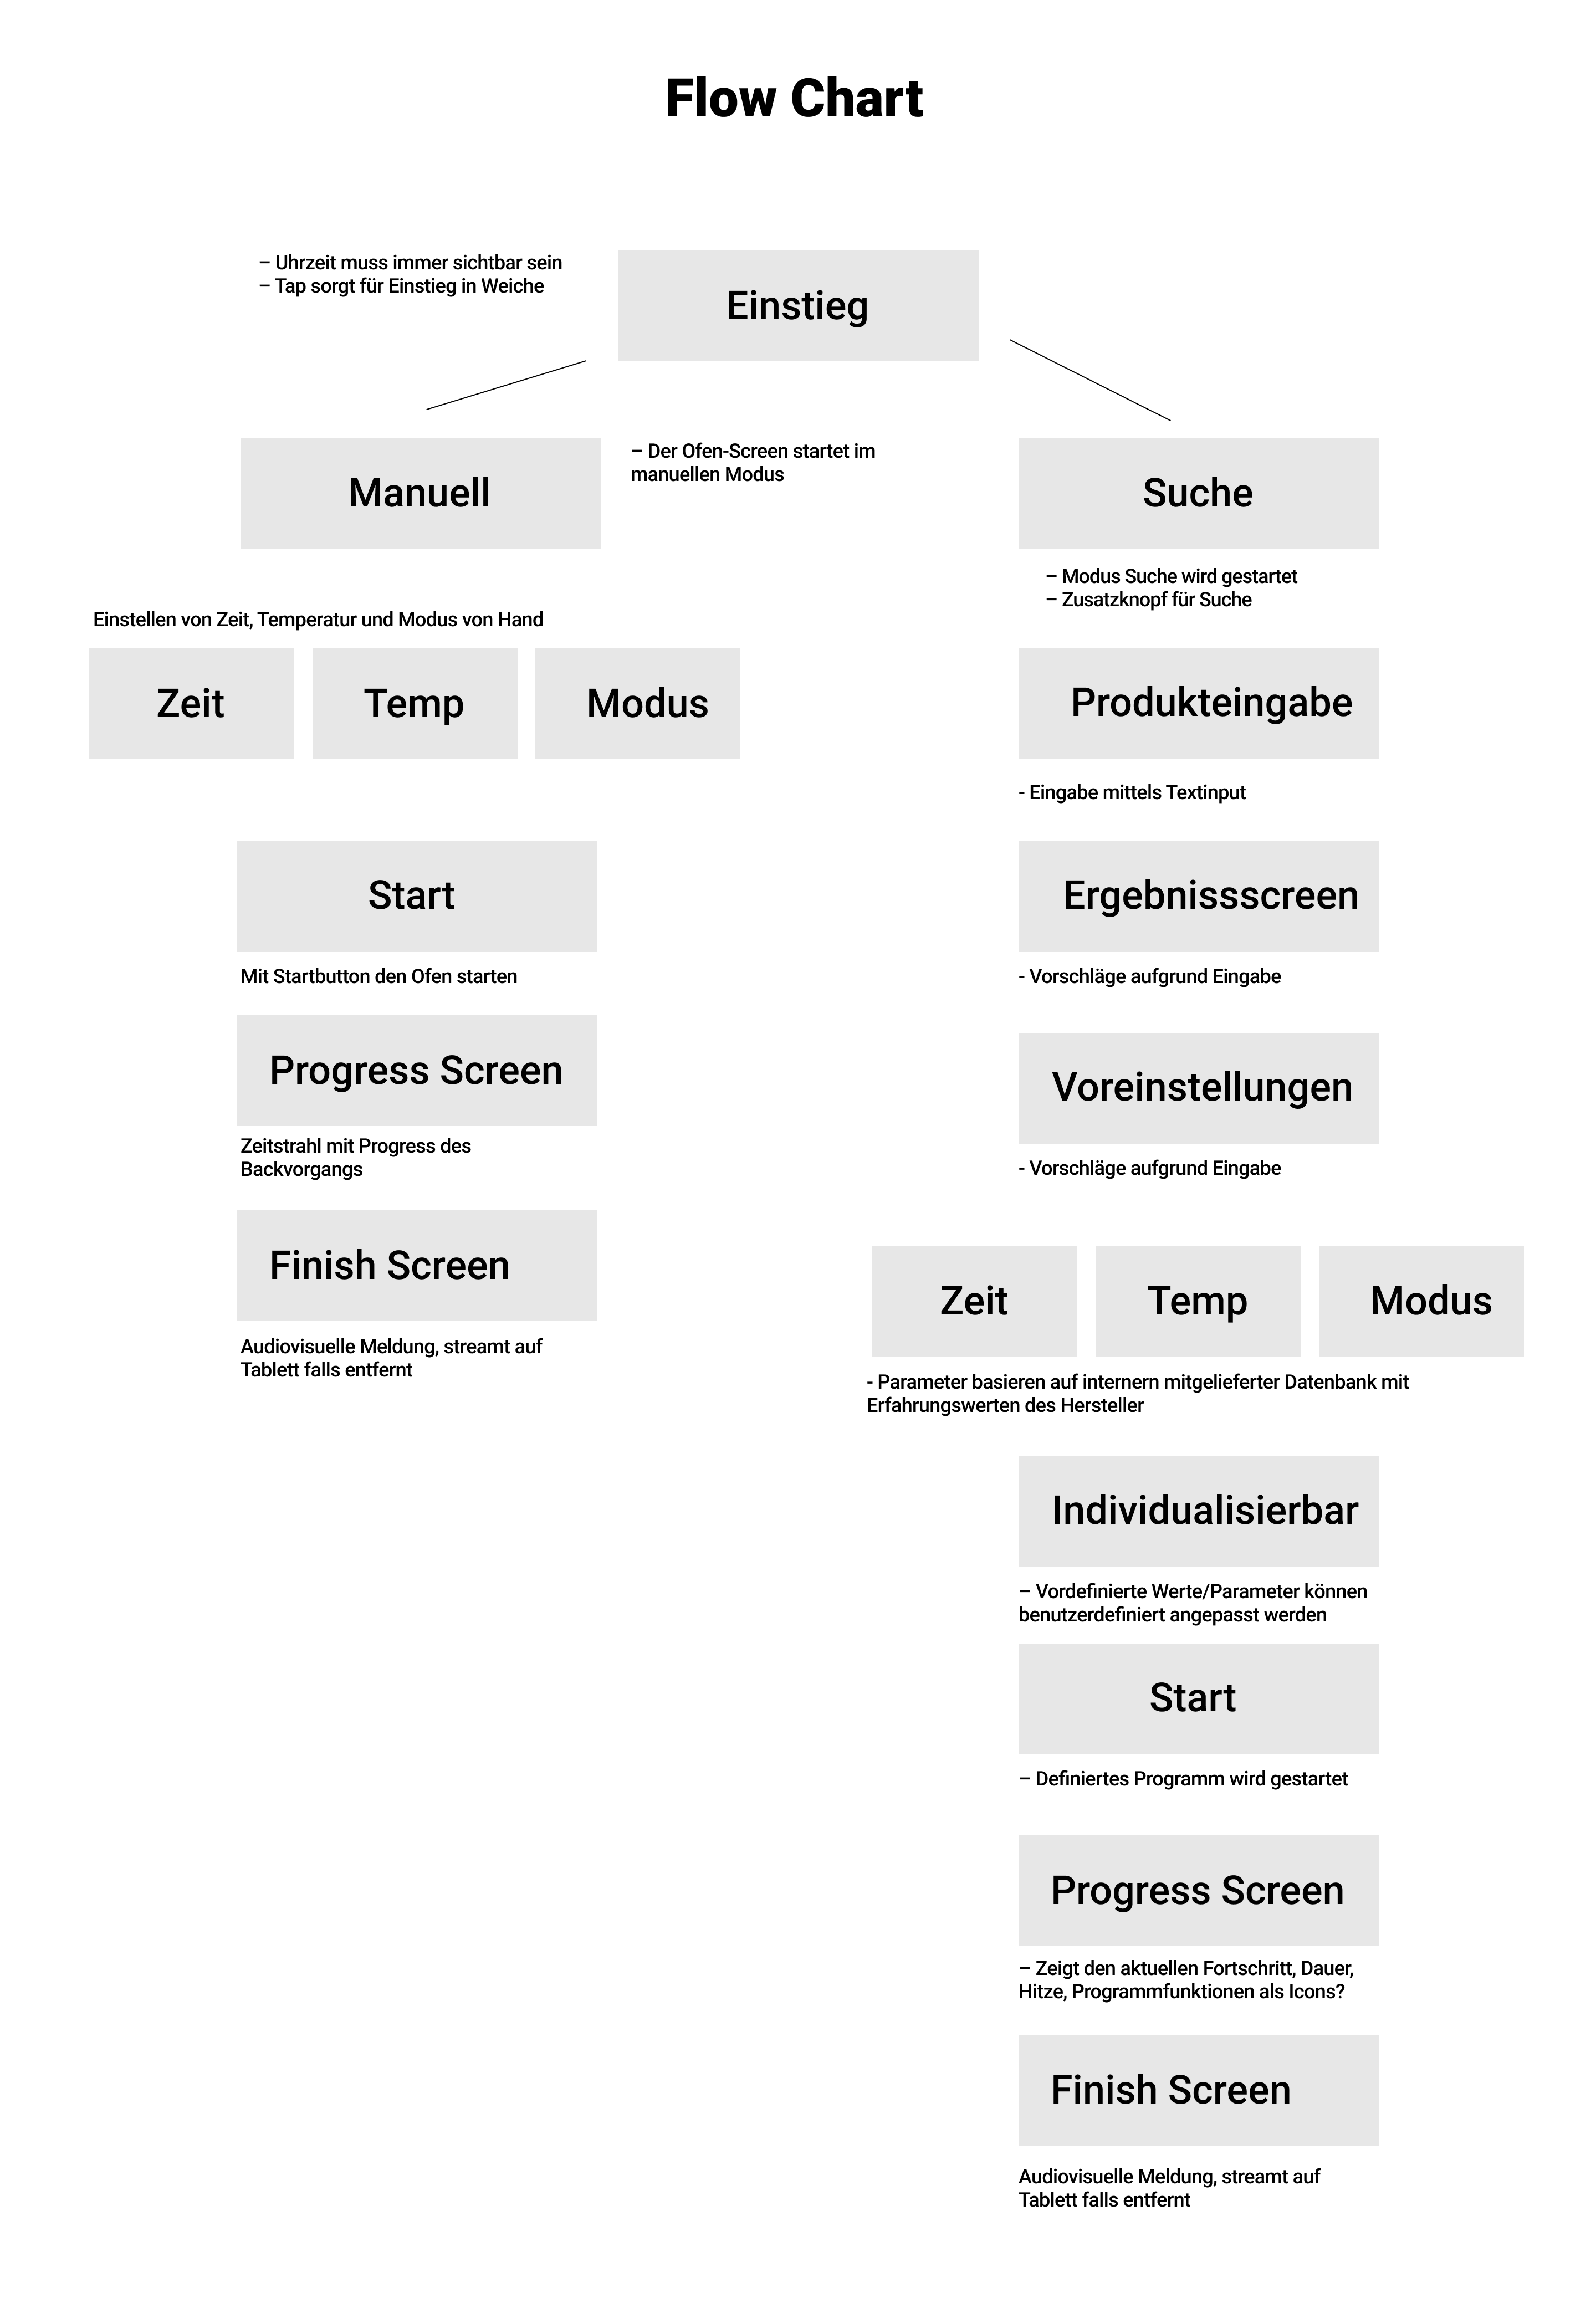 Flow Chart
– Uhrzeit muss immer sichtbar sein
– Tap sorgt für Einstieg in Weiche
Einstieg
Manuell
– Der Ofen-Screen startet im
manuellen Modus
Suche
– Modus Suche wird gestartet
– Zusatzknopf für Suche
Einstellen von Zeit, Temperatur und Modus von Hand
Zeit
Temp
Modus
Produkteingabe
- Eingabe mittels Textinput
Start
Mit Startbutton den Ofen starten
Ergebnissscreen
- Vorschläge aufgrund Eingabe
Progress Screen
Zeitstrahl mit Progress des
Backvorgangs
Voreinstellungen
- Vorschläge aufgrund Eingabe
Finish Screen
Audiovisuelle Meldung, streamt auf
Tablett falls entfernt
Zeit
Temp
Modus
- Parameter basieren auf internern mitgelieferter Datenbank mit
Erfahrungswerten des Hersteller
Individualisierbar
– Vordefinierte Werte/Parameter können
benutzerdefiniert angepasst werden
Start
– Definiertes Programm wird gestartet
Progress Screen
– Zeigt den aktuellen Fortschritt, Dauer,
Hitze, Programmfunktionen als Icons?
Finish Screen
Audiovisuelle Meldung, streamt auf
Tablett falls entfernt